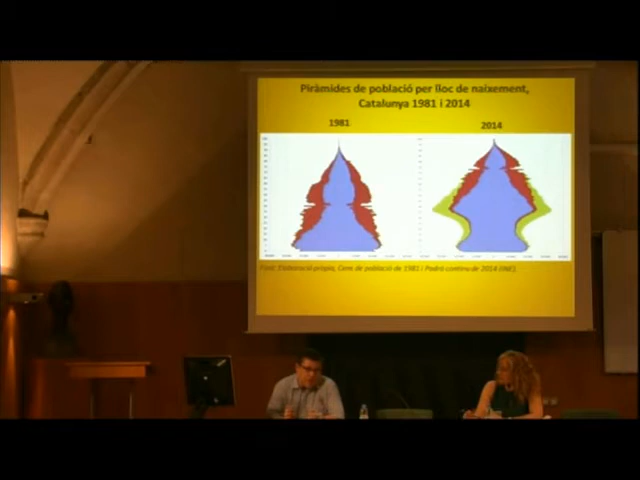 Piràmides de població per lloc de naixement,
Catalunya 1981 i 2014
1981
2014
Font: Elaboració pròpia, Cens de població de 1981 i Padró continu de 2014 (INE).